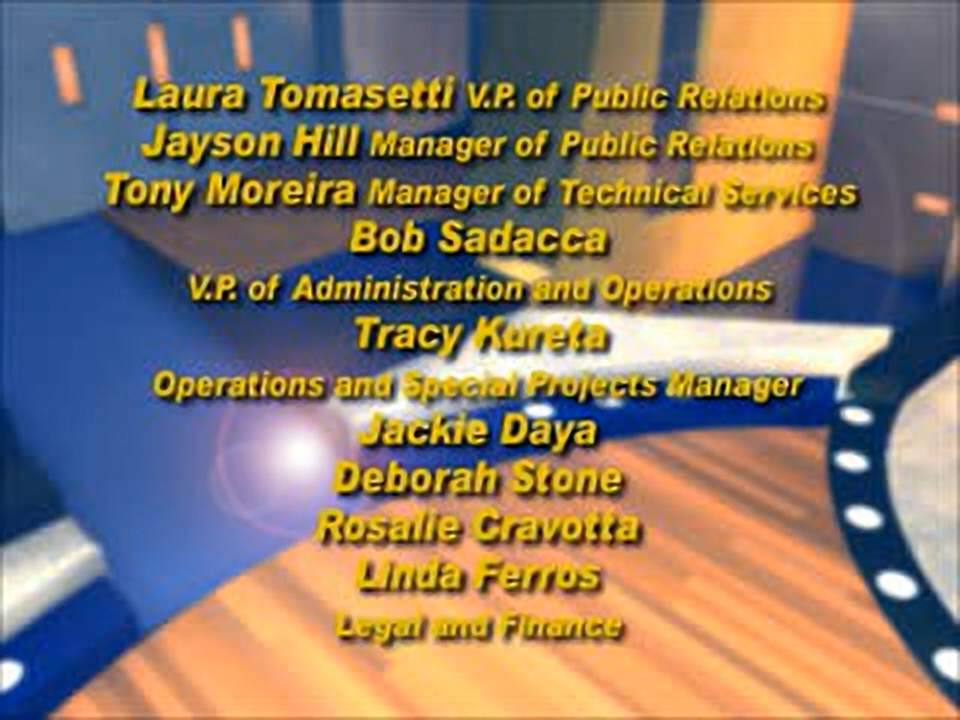 Laura Tomasetti V.P. of Public Relations
Jayson Hill Manager of Public Relations
Tony Moreira Manager of Technical Services
Bob Sadacca
V.P. of Administration and Operations
Tracy Kureta
Operations and Special Projects Manager
Jackie Daya
Deborah Stone
Rosalie Cravotta
Linda Ferros
Legal and Finance